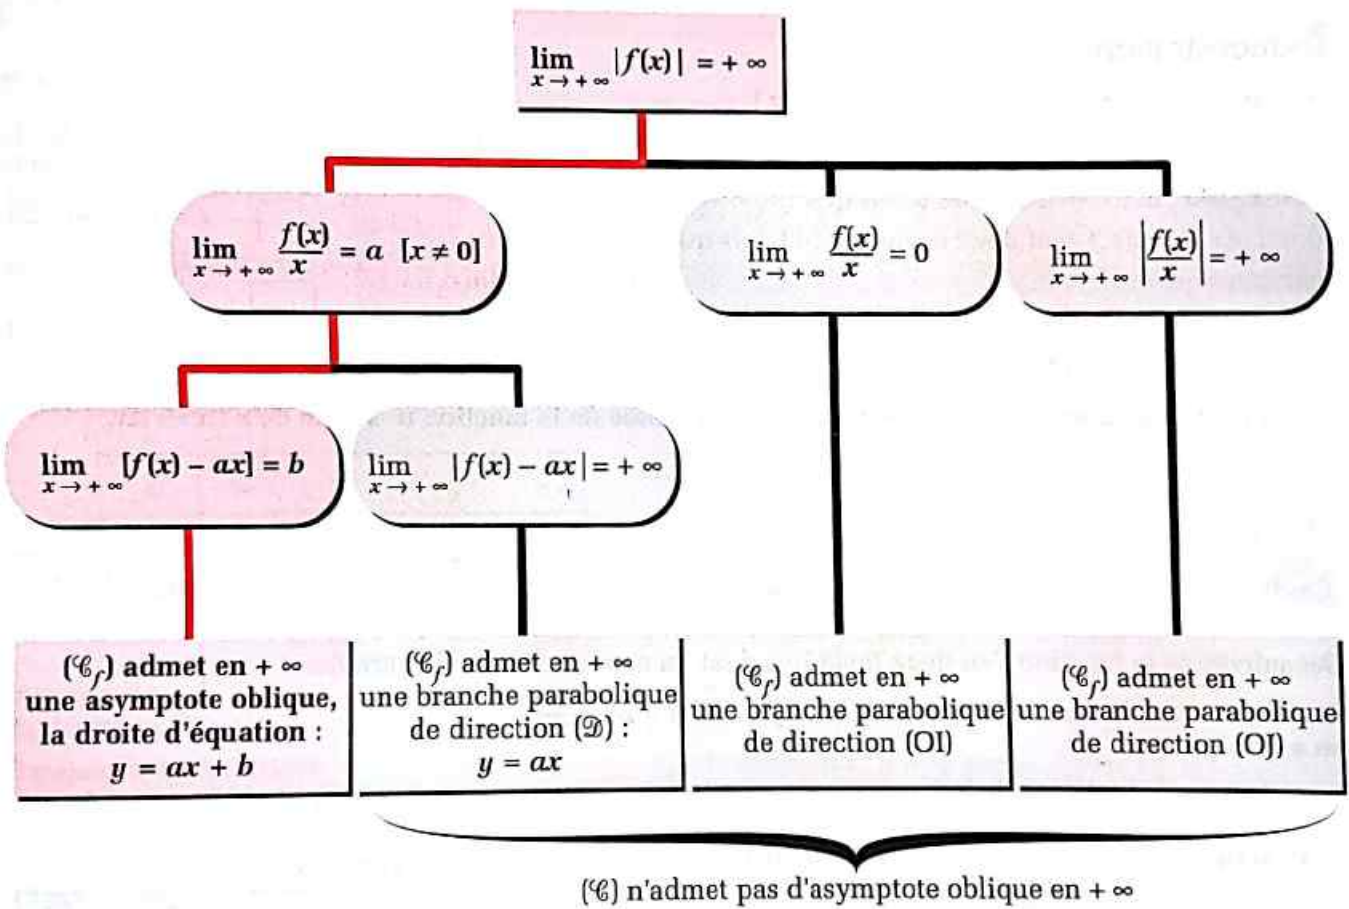 lim |f(x)| = + ∞
x → + ∞
lim f(x)/x = a [x ≠ 0]
x → + ∞
lim f(x)/x = 0
x → + ∞
lim |f(x)/x| = + ∞
x → + ∞
lim [f(x) – ax] = b
x → + ∞
lim |f(x) – ax| = + ∞
x → + ∞
(𝒞f) admet en + ∞
une asymptote oblique,
la droite d'équation :
y = ax + b
(𝒞f) admet en + ∞
une branche parabolique
de direction (𝒟) :
y = ax
(𝒞f) admet en + ∞
une branche parabolique
de direction (OI)
(𝒞f) admet en + ∞
une branche parabolique
de direction (OJ)
(𝒞) n'admet pas d'asymptote oblique en + ∞